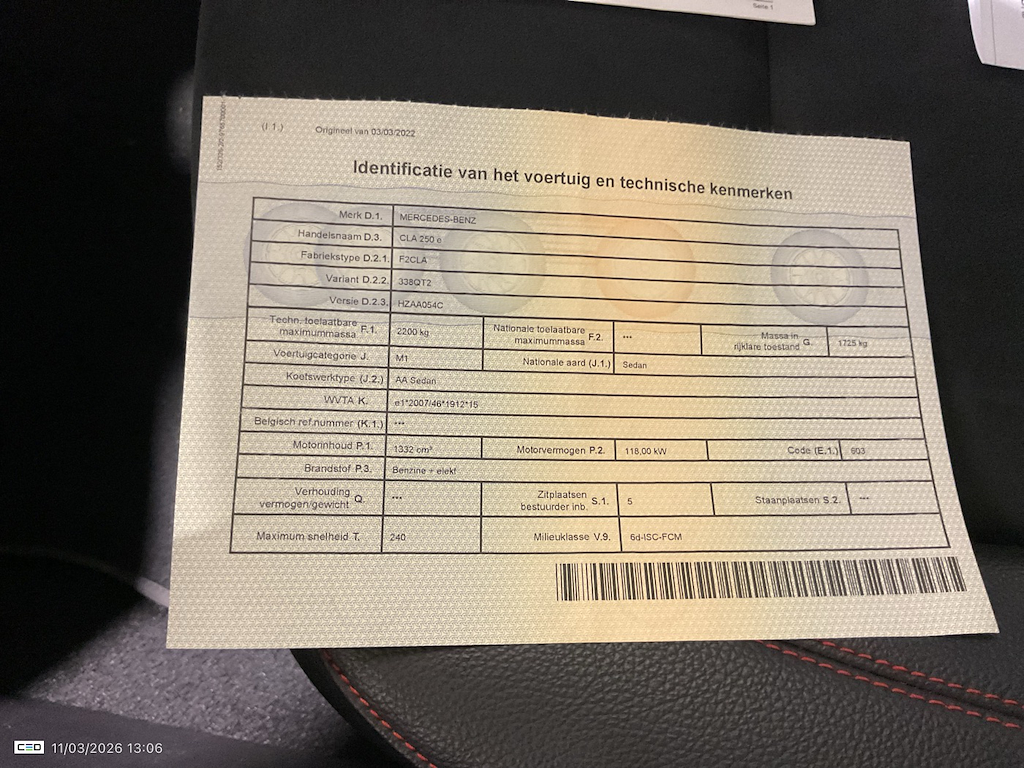 Serie 1
(I 1.) Origineel van 03/03/2022
Identificatie van het voertuig en technische kenmerken
Merk D.1. MERCEDES-BENZ
Handelsnaam D.3. CLA 250 e
Fabriekstype D.2.1. F2CLA
Variant D.2.2. 338QT2
Versie D.2.3. HZAA054C
Techn. toelaatbare maximummassa F.1. 2200 kg Nationale toelaatbare maximummassa F.2. *** Massa in rijklare toestand G. 1725 kg
Voertuigcategorie J. M1 Nationale aard (J.1.) Sedan
Koetswerktype (J.2.) AA Sedan
WVTA K. e1*2007/46*1912*15
Belgisch ref.nummer (K.1.) ***
Motorinhoud P.1. 1332 cm³ Motorvermogen P.2. 118,00 kW Code (E.1.) 603
Brandstof P.3. Benzine + elekt
Verhouding vermogen/gewicht Q. *** Zitplaatsen bestuurder inb. S.1. 5 Staanplaatsen S.2. ***
Maximum snelheid T. 240 Milieuklasse V.9. 6d-ISC-FCM
CEO 11/03/2026 13:06